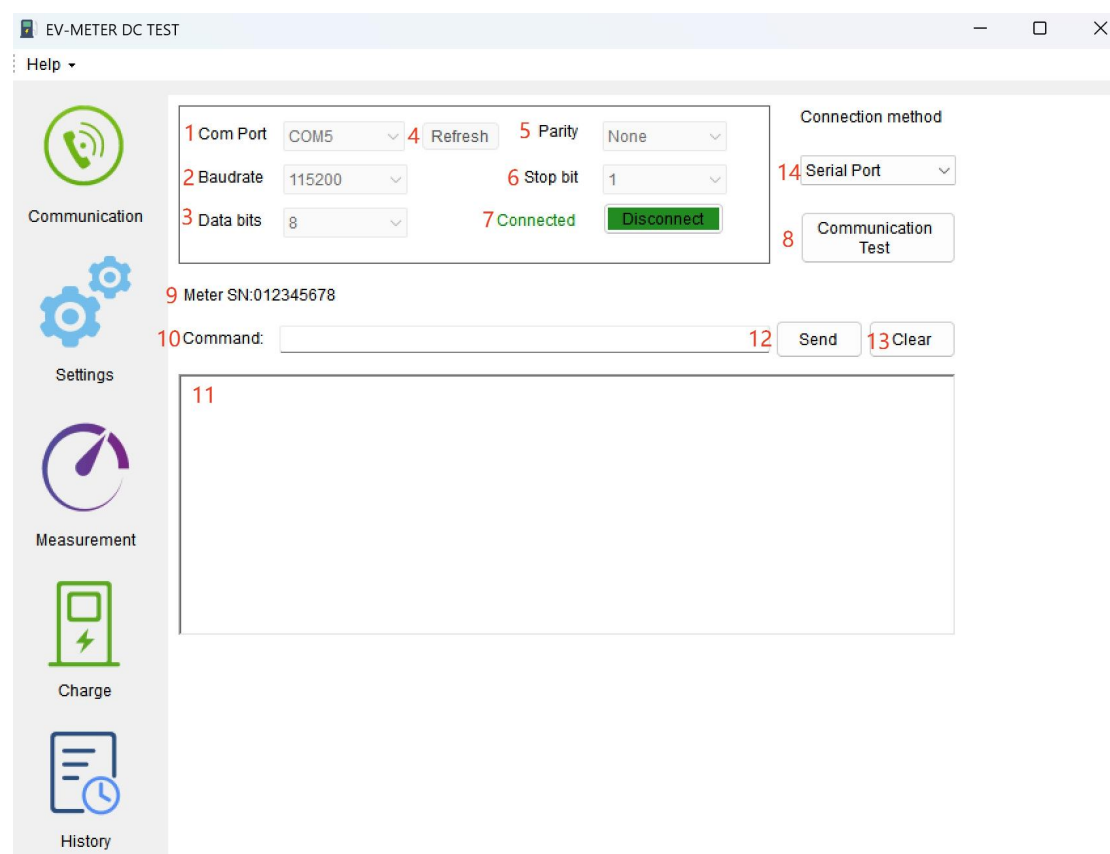 EV-METER DC TEST
Help
Communication
Settings
Measurement
Charge
History
1 Com Port COM5 4 Refresh 5 Parity None
2 Baudrate 115200 6 Stop bit 1
3 Data bits 8 7 Connected Disconnect
Connection method
14 Serial Port
8 Communication
Test
9 Meter SN:012345678
10 Command: 12 Send 13 Clear
11